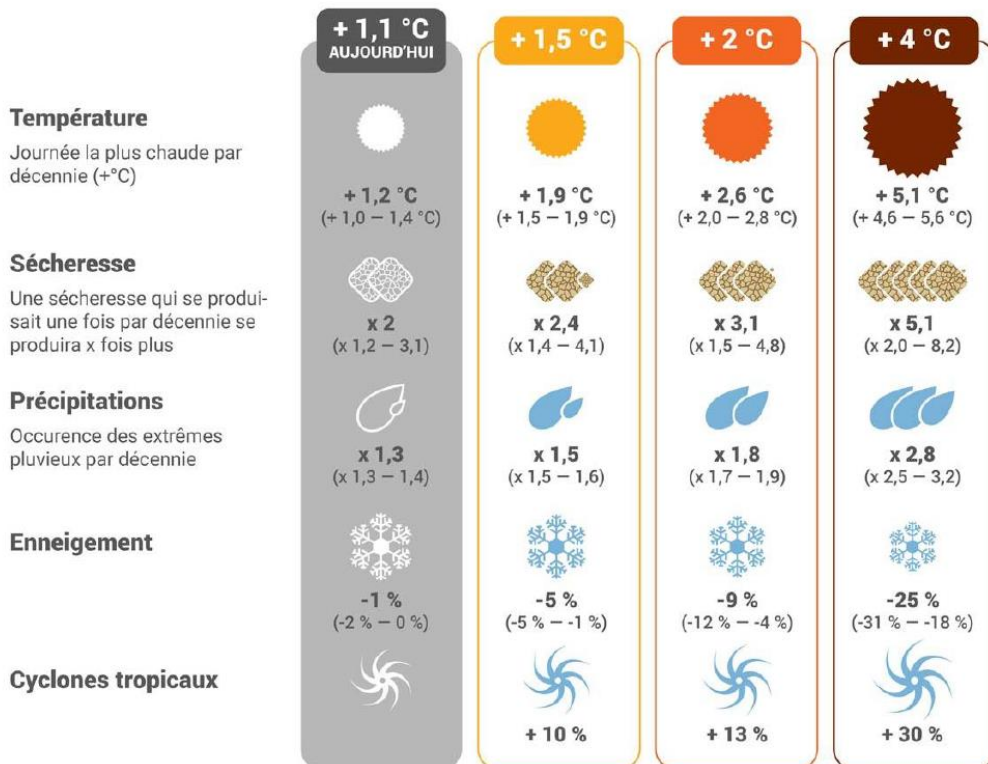 + 1,1 °C
AUJOURD'HUI
+ 1,5 °C
+ 2 °C
+ 4 °C
Température
Journée la plus chaude par
décennie (+°C)
+ 1,2 °C
(+ 1,0 – 1,4 °C)
+ 1,9 °C
(+ 1,5 – 1,9 °C)
+ 2,6 °C
(+ 2,0 – 2,8 °C)
+ 5,1 °C
(+ 4,6 – 5,6 °C)
Sécheresse
Une sécheresse qui se produi-
sait une fois par décennie se
produira x fois plus
x 2
(x 1,2 – 3,1)
x 2,4
(x 1,4 – 4,1)
x 3,1
(x 1,5 – 4,8)
x 5,1
(x 2,0 – 8,2)
Précipitations
Occurence des extrêmes
pluvieux par décennie
x 1,3
(x 1,3 – 1,4)
x 1,5
(x 1,5 – 1,6)
x 1,8
(x 1,7 – 1,9)
x 2,8
(x 2,5 – 3,2)
Enneigement
-1 %
(-2 % – 0 %)
-5 %
(-5 % – -1 %)
-9 %
(-12 % – -4 %)
-25 %
(-31 % – -18 %)
Cyclones tropicaux
+ 10 %
+ 13 %
+ 30 %